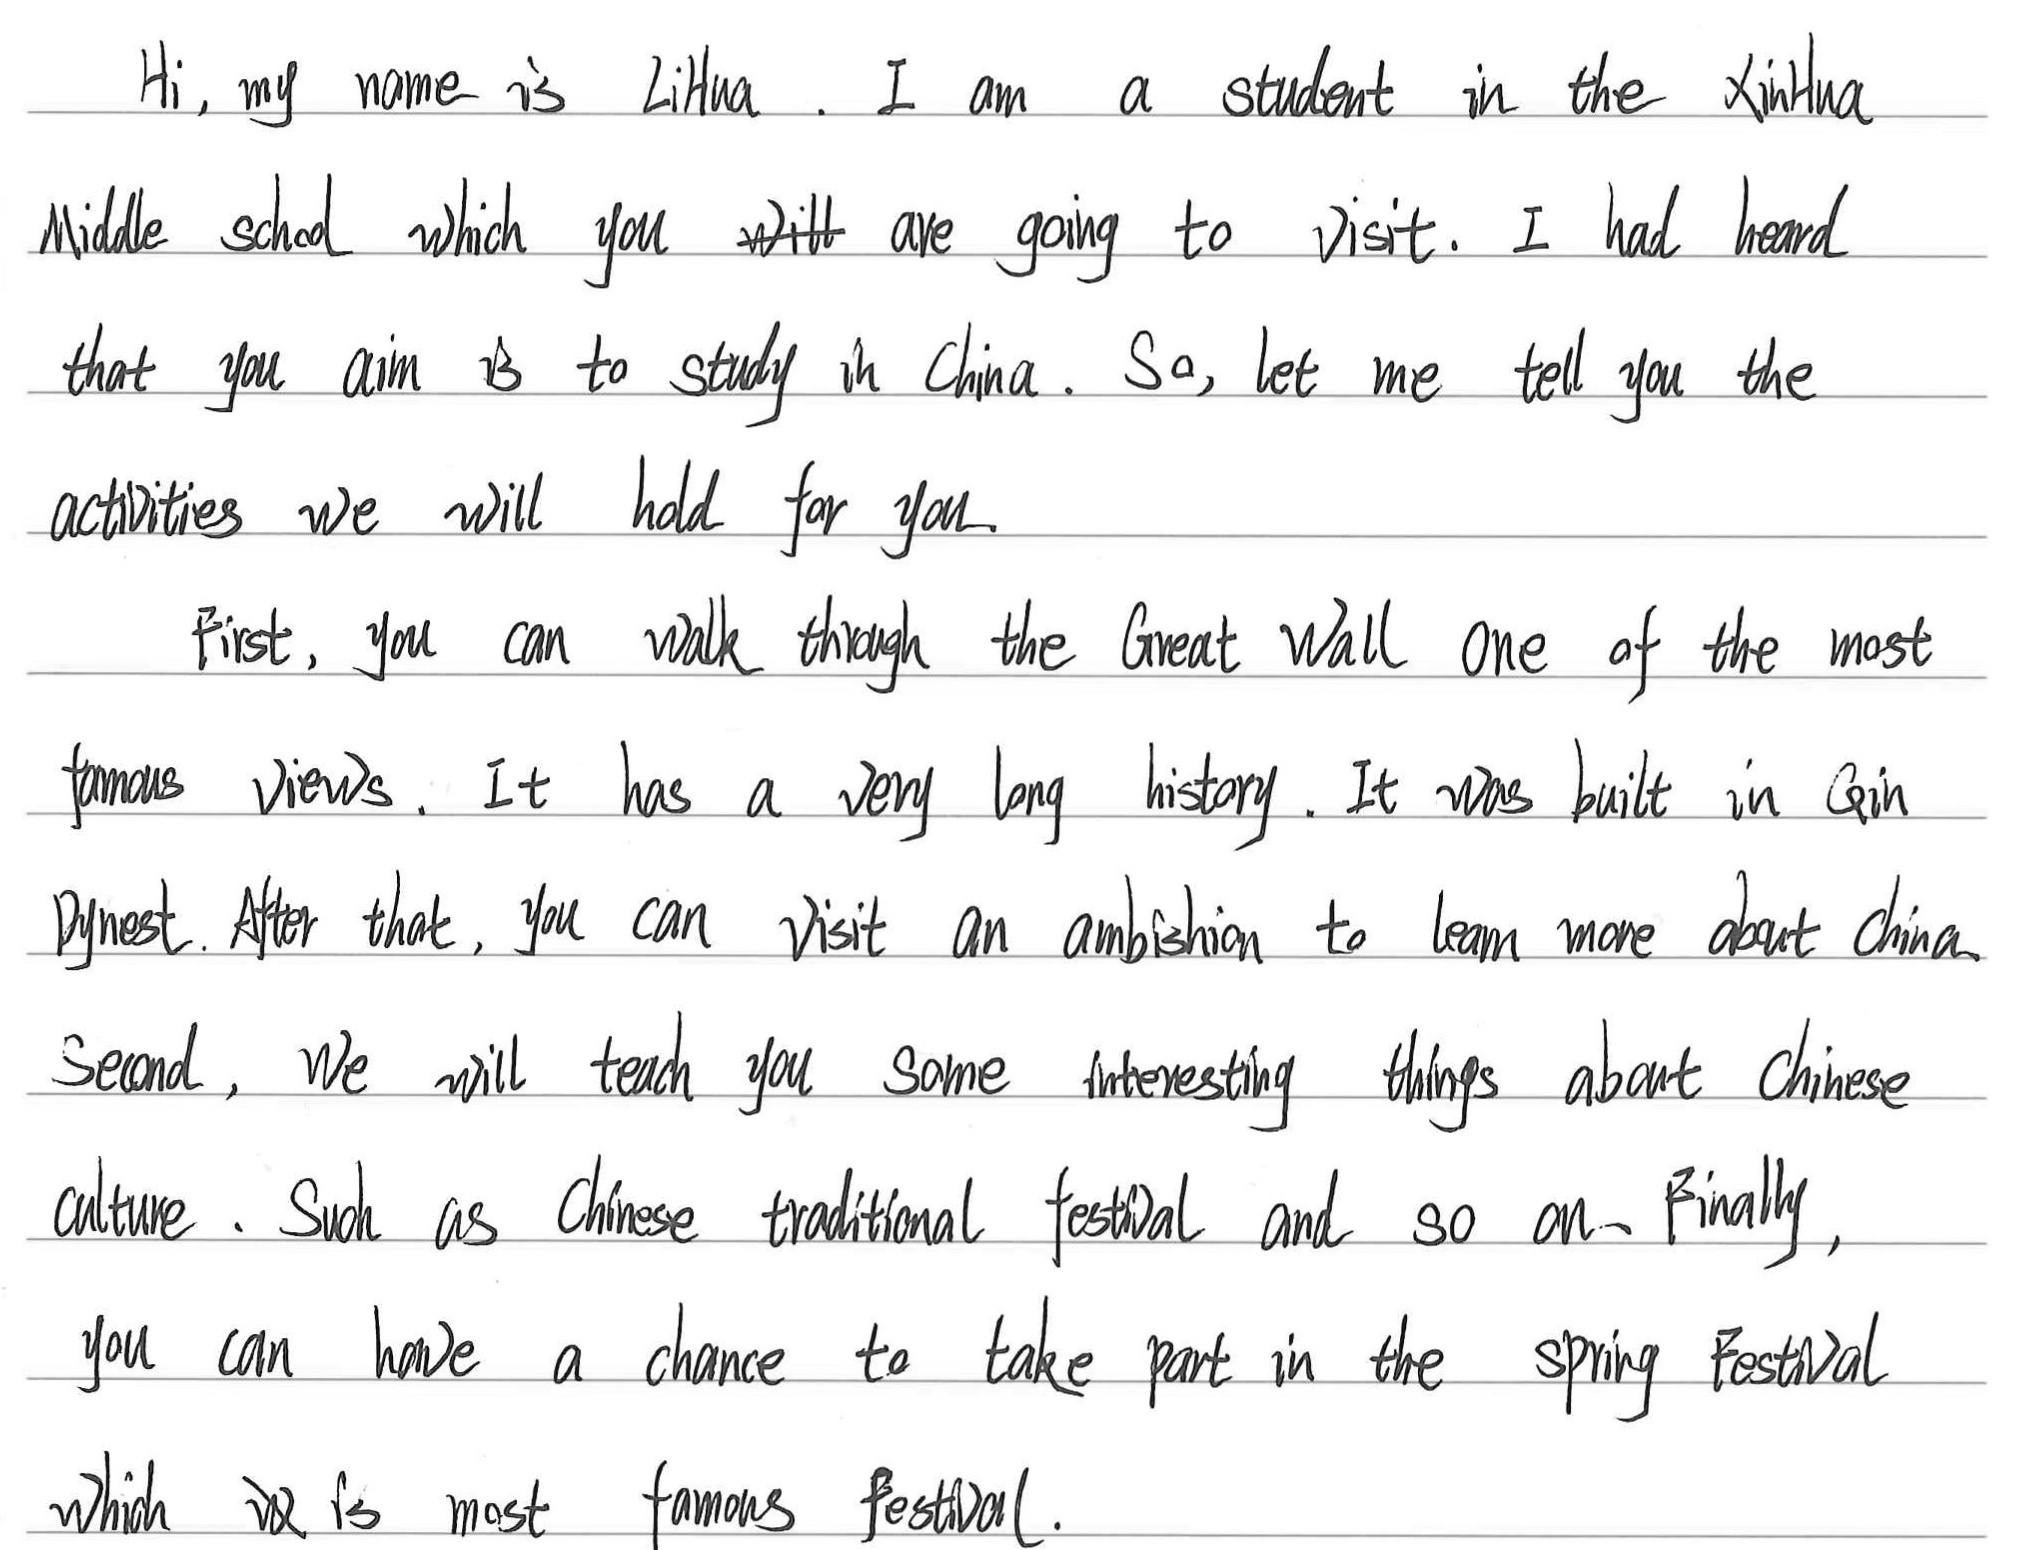 Hi, my name is LiHua. I am a student in the XinHua
Middle school which you are going to visit. I had heard
that you aim is to study in China. So, let me tell you the
activities we will hold for you.
First, you can walk through the Great Wall one of the most
famous views. It has a very long history. It was built in Qin
Dynest. After that, you can visit an ambishion to learn more about China.
Second, we will teach you some interesting things about Chinese
culture. Such as Chinese traditional festival and so on. Finally,
you can have a chance to take part in the spring Festival
which is most famous festival.